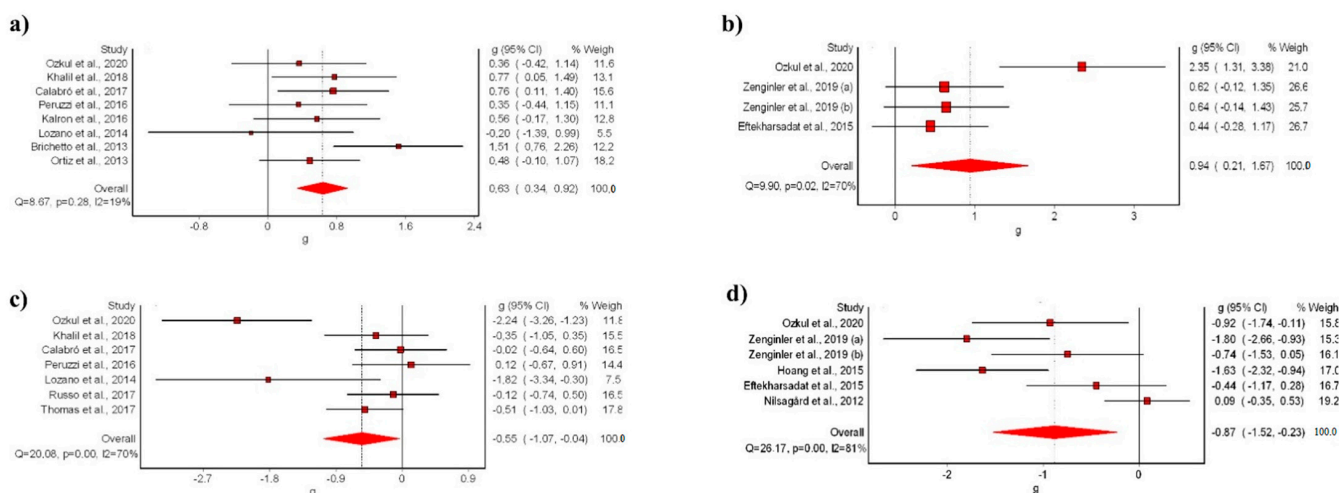 a)
Study g (95% CI) % Weigh
Ozkul et al., 2020 0,36 (-0.42, 1.14) 11.6
Khalil et al., 2018 0,77 ( 0.05, 1.49) 13.1
Calabró et al., 2017 0,76 ( 0.11, 1.40) 15.6
Peruzzi et al., 2016 0,35 (-0.44, 1.15) 11.1
Kalron et al., 2016 0,56 (-0.17, 1.30) 12.8
Lozano et al., 2014 -0,20 (-1.39, 0.99) 5.5
Brichetto et al., 2013 1,51 ( 0.76, 2.26) 12.2
Ortiz et al., 2013 0,48 (-0.10, 1.07) 18.2
Overall 0,63 ( 0.34, 0.92) 100.0
Q=8.67, p=0.28, I2=19%
-0.8 0 0.8 1.6 2.4
g
b)
Study g (95% CI) % Weigh
Ozkul et al., 2020 2.35 ( 1.31, 3.38) 21.0
Zenginler et al., 2019 (a) 0.62 (-0.12, 1.35) 26.6
Zenginler et al., 2019 (b) 0.64 (-0.14, 1.43) 25.7
Eftekharsadat et al., 2015 0.44 (-0.28, 1.17) 26.7
Overall 0.94 ( 0.21, 1.67) 100.0
Q=9.90, p=0.02, I2=70%
0 1 2 3
g
c)
Study g (95% CI) % Weigh
Ozkul et al., 2020 -2,24 (-3.26, -1.23) 11.8
Khalil et al., 2018 -0,35 (-1.05, 0.35) 15.5
Calabró et al., 2017 -0,02 (-0.64, 0.60) 16.5
Peruzzi et al., 2016 0,12 (-0.67, 0.91) 14.4
Lozano et al., 2014 -1,82 (-3.34, -0.30) 7.5
Russo et al., 2017 -0,12 (-0.74, 0.50) 16.5
Thomas et al., 2017 -0,51 (-1.03, 0.01) 17.8
Overall -0,55 (-1.07, -0.04) 100.0
Q=20.08, p=0.00, I2=70%
-2.7 -1.8 -0.9 0 0.9
g
d)
Study g (95% CI) % Weigh
Ozkul et al., 2020 -0.92 (-1.74, -0.11) 15.8
Zenginler et al., 2019 (a) -1.80 (-2.66, -0.93) 15.3
Zenginler et al., 2019 (b) -0.74 (-1.53, 0.05) 16.1
Hoang et al., 2015 -1.63 (-2.32, -0.94) 17.0
Eftekharsadat et al., 2015 -0.44 (-1.17, 0.28) 16.7
Nilsagård et al., 2012 0.09 (-0.35, 0.53) 19.2
Overall -0.87 (-1.52, -0.23) 100.0
Q=26.17, p=0.00, I2=81%
-2 -1 0
g